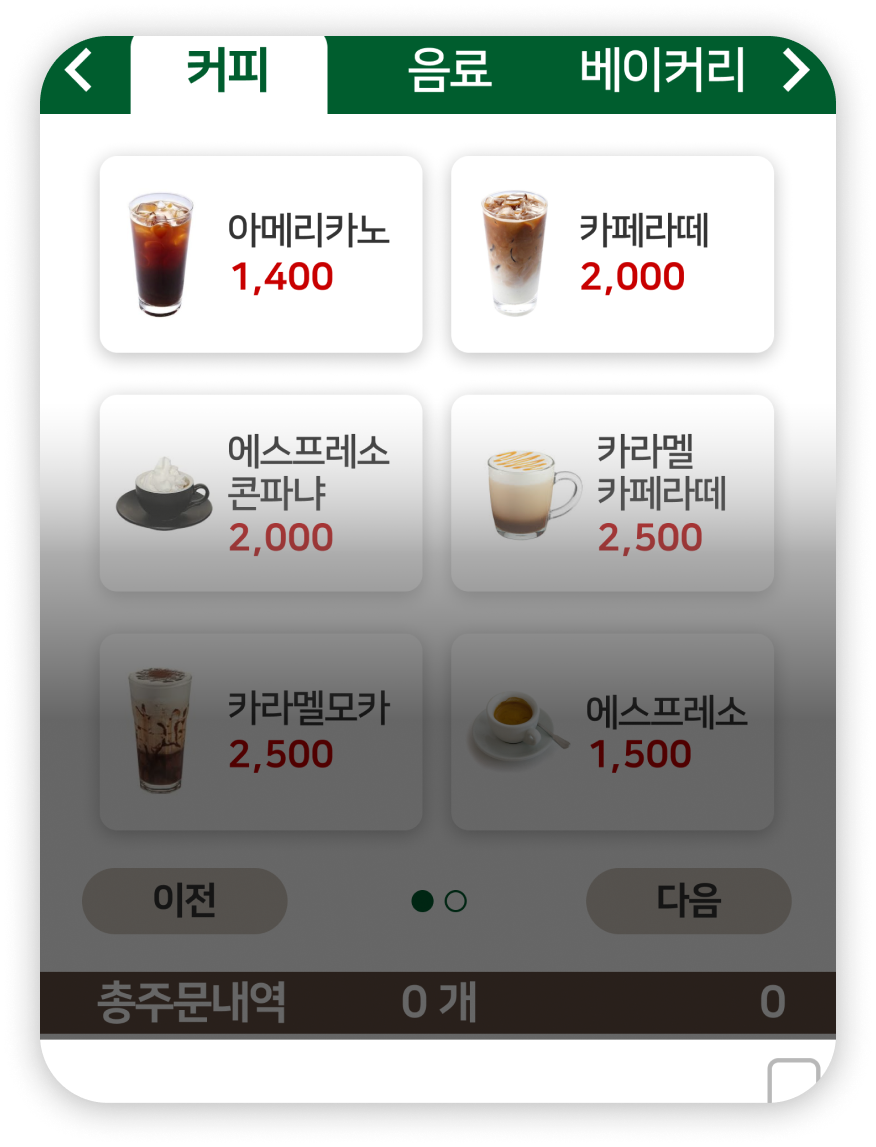 커피 음료 베이커리
아메리카노
1,400
카페라떼
2,000
에스프레소
콘파냐
2,000
카라멜
카페라떼
2,500
카라멜모카
2,500
에스프레소
1,500
이전 다음
총주문내역 0 개 0